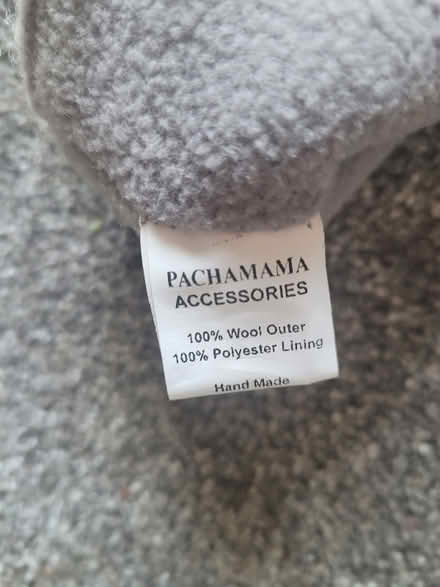 PACHAMAMA
ACCESSORIES
100% Wool Outer
100% Polyester Lining
Hand Made